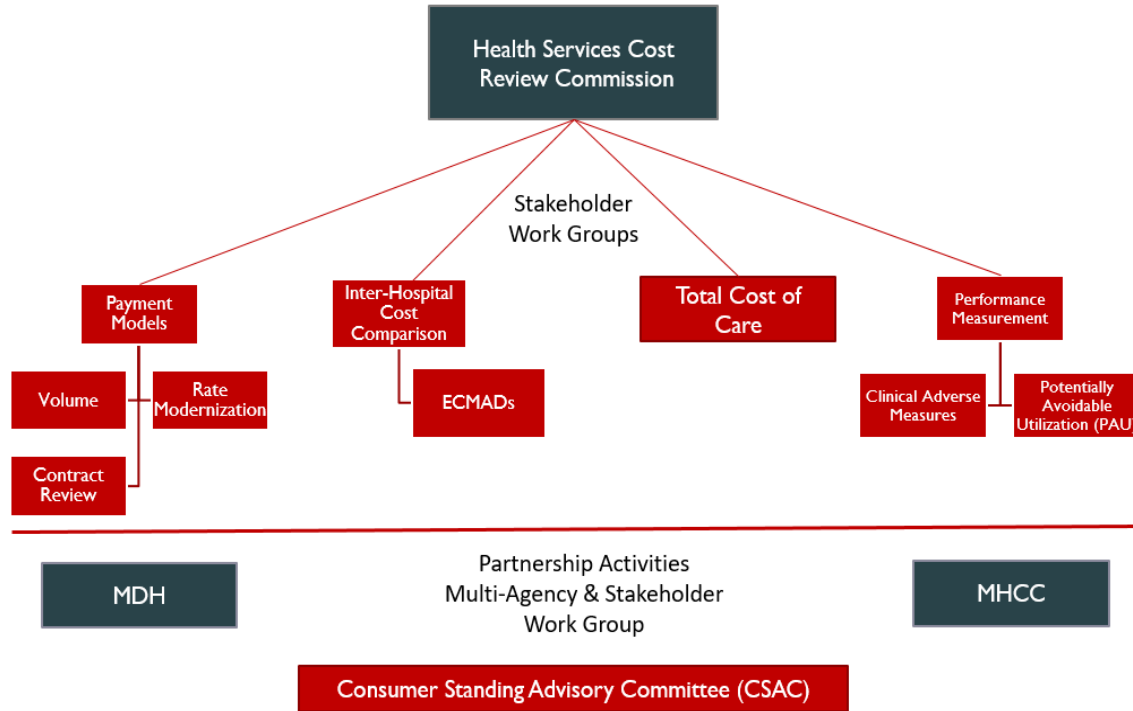 Health Services Cost
Review Commission
Stakeholder
Work Groups
Payment
Models
Inter-Hospital
Cost
Comparison
Total Cost of
Care
Performance
Measurement
Volume
Rate
Modernization
ECMADs
Clinical Adverse
Measures
Potentially
Avoidable
Utilization (PAU)
Contract
Review
MDH
Partnership Activities
Multi-Agency & Stakeholder
Work Group
MHCC
Consumer Standing Advisory Committee (CSAC)